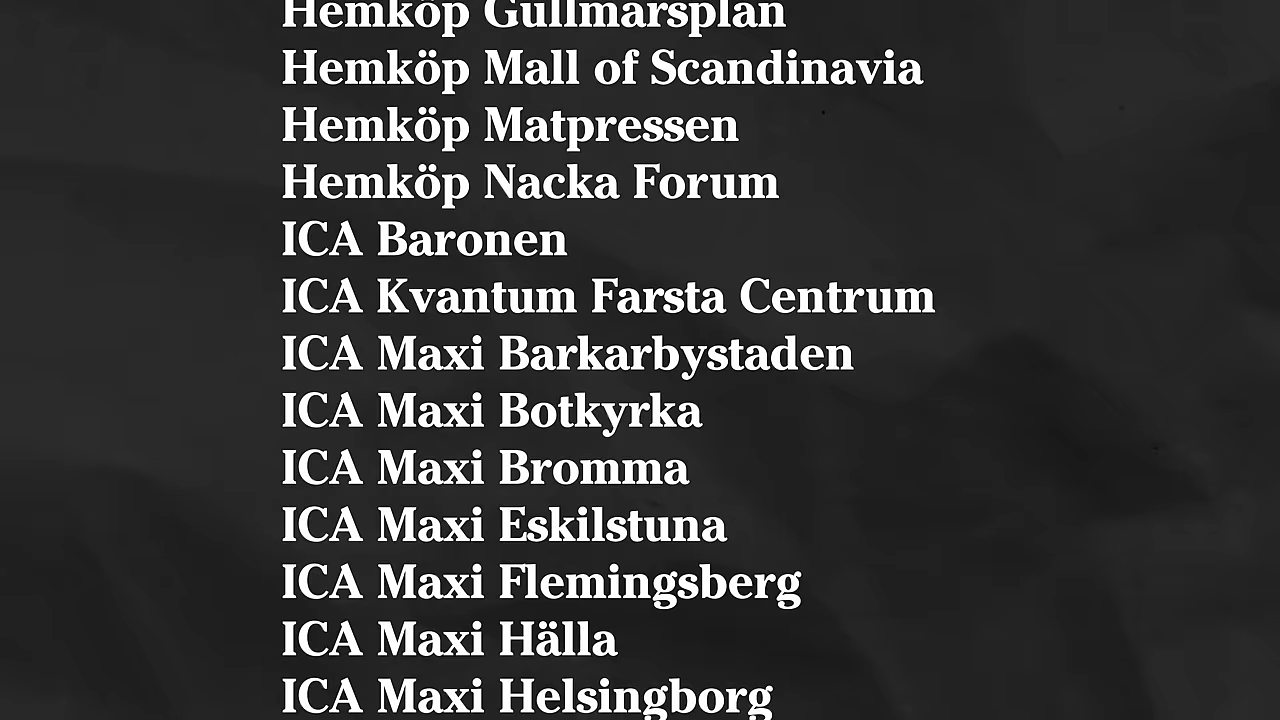 Hemköp Gullmarsplan
Hemköp Mall of Scandinavia
Hemköp Matpressen
Hemköp Nacka Forum
ICA Baronen
ICA Kvantum Farsta Centrum
ICA Maxi Barkarbystaden
ICA Maxi Botkyrka
ICA Maxi Bromma
ICA Maxi Eskilstuna
ICA Maxi Flemingsberg
ICA Maxi Hälla
ICA Maxi Helsingborg